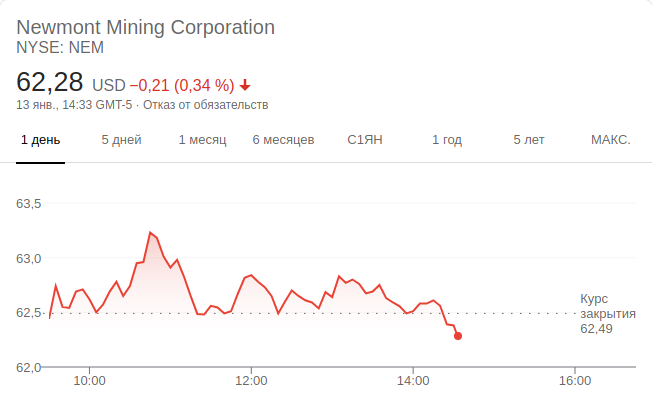 Newmont Mining Corporation
NYSE: NEM
62,28 USD −0,21 (0,34 %)
13 янв., 14:33 GMT-5 · Отказ от обязательств
1 день 5 дней 1 месяц 6 месяцев С1ЯН 1 год 5 лет МАКС.
63,5
63,0
62,5
62,0
Курс
закрытия
62,49
10:00 12:00 14:00 16:00